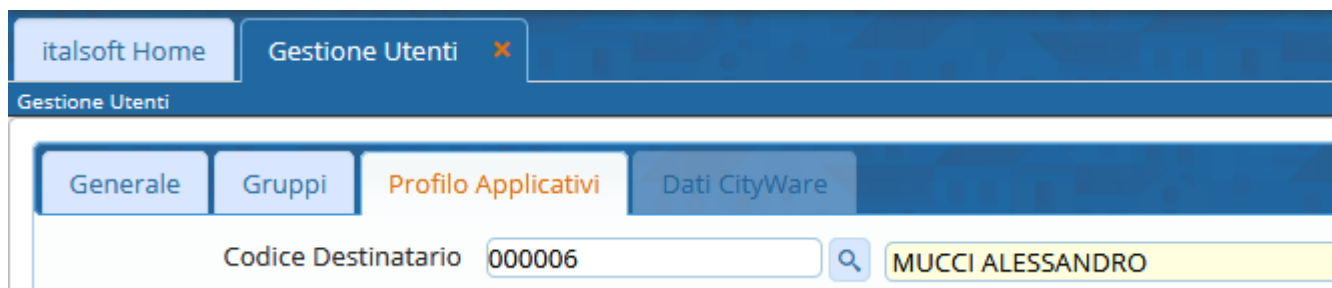 italsoft Home Gestione Utenti ×
Gestione Utenti
Generale Gruppi Profilo Applicativi Dati CityWare
Codice Destinatario 000006 MUCCI ALESSANDRO